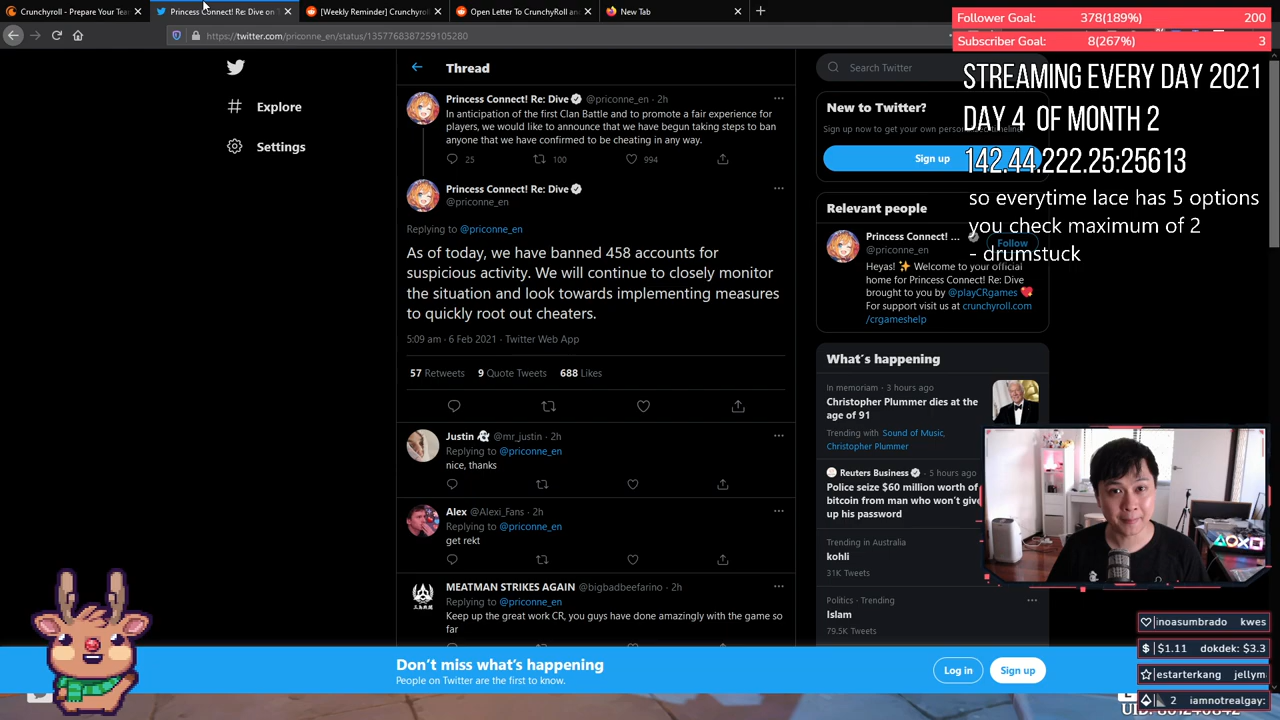 Crunchyroll - Prepare Your Tea
Princess Connect! Re: Dive on T
[Weekly Reminder] Crunchyro
Open Letter To CrunchyRoll and
New Tab
https://twitter.com/priconne_en/status/1357768387259105280
Follower Goal: 378(189%) 200
Subscriber Goal: 8(267%) 3
STREAMING EVERY DAY 2021
DAY 4 OF MONTH 2
142.44.222.25:25613
so everytime lace has 5 options
you check maximum of 2
- drumstuck
Explore
Settings
Thread
Princess Connect! Re: Dive @priconne_en · 2h
In anticipation of the first Clan Battle and to promote a fair experience for
players, we would like to announce that we have begun taking steps to ban
anyone that we have confirmed to be cheating in any way.
25 100 994
Princess Connect! Re: Dive
@priconne_en
Replying to @priconne_en
As of today, we have banned 458 accounts for
suspicious activity. We will continue to closely monitor
the situation and look towards implementing measures
to quickly root out cheaters.
5:09 am · 6 Feb 2021 · Twitter Web App
57 Retweets 9 Quote Tweets 688 Likes
Justin @mr_justin · 2h
Replying to @priconne_en
nice, thanks
Alex @Alexi_Fans · 2h
Replying to @priconne_en
get rekt
MEATMAN STRIKES AGAIN @bigbadbeefarino · 2h
Replying to @priconne_en
Keep up the great work CR, you guys have done amazingly with the game so
far
Search Twitter
New to Twitter?
Sign up now to get your own personalized timeline
Sign up
Relevant people
Princess Connect! ...
@priconne_en
Follow
Heyas! ✨ Welcome to your official
home for Princess Connect! Re: Dive
brought to you by @playCRgames
For support visit us at crunchyroll.com
/crgameshelp
What's happening
In memoriam · 3 hours ago
Christopher Plummer dies at the
age of 91
Trending with Sound of Music,
Christopher Plummer
Reuters Business · 5 hours ago
Police seize $60 million worth of
bitcoin from man who won't give
up his password
Trending in Australia
kohli
31K Tweets
Politics · Trending
Islam
79.5K Tweets
Don't miss what's happening
People on Twitter are the first to know.
Log in
Sign up
inoasumbrado kwes
$1.11 dokdek: $3.3
estarterkang jellyma
2 iamnotrealgay: